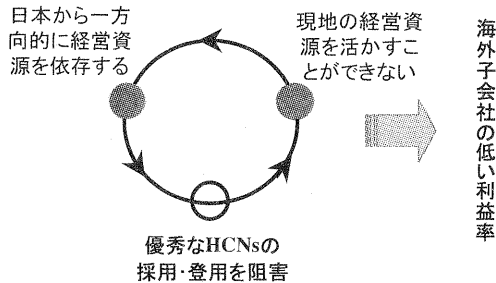 日本から一方
向的に経営資
源を依存する
現地の経営資
源を活かすこ
とができない
海外子会社の低い利益率
優秀なHCNsの
採用・登用を阻害